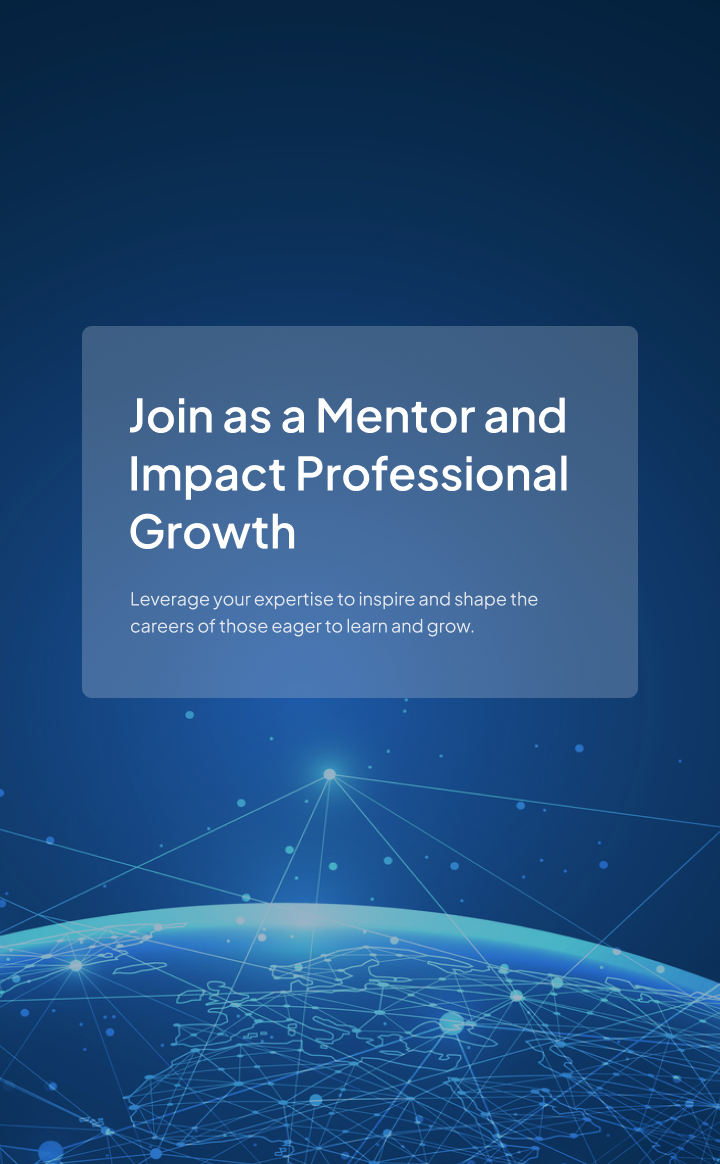 Join as a Mentor and
Impact Professional
Growth
Leverage your expertise to inspire and shape the
careers of those eager to learn and grow.